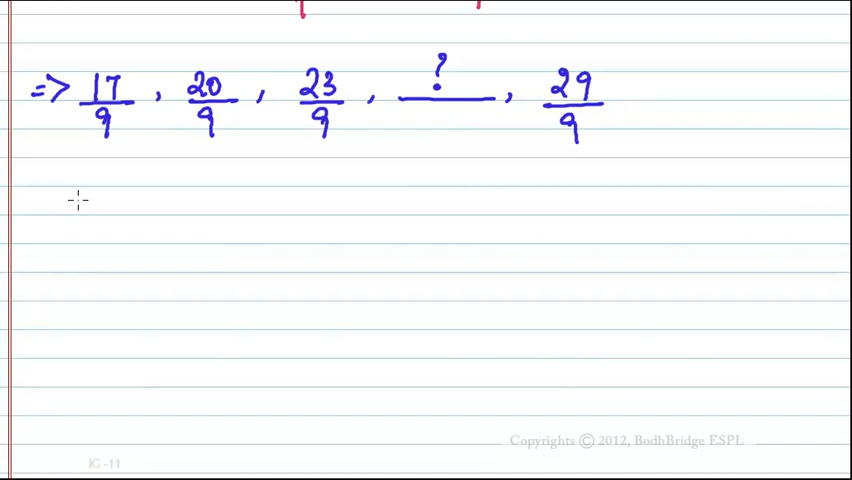 => 17/9 , 20/9 , 23/9 , ? , 29/9
Copyrights © 2012, BodhBridge ESPL
IC -11